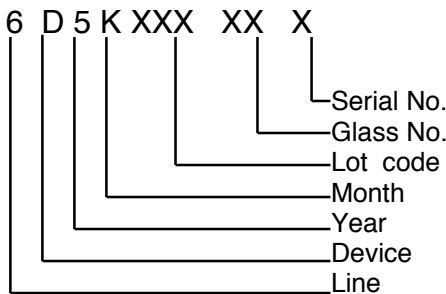 6 D 5 K XXX XX X
Serial No.
Glass No.
Lot code
Month
Year
Device
Line